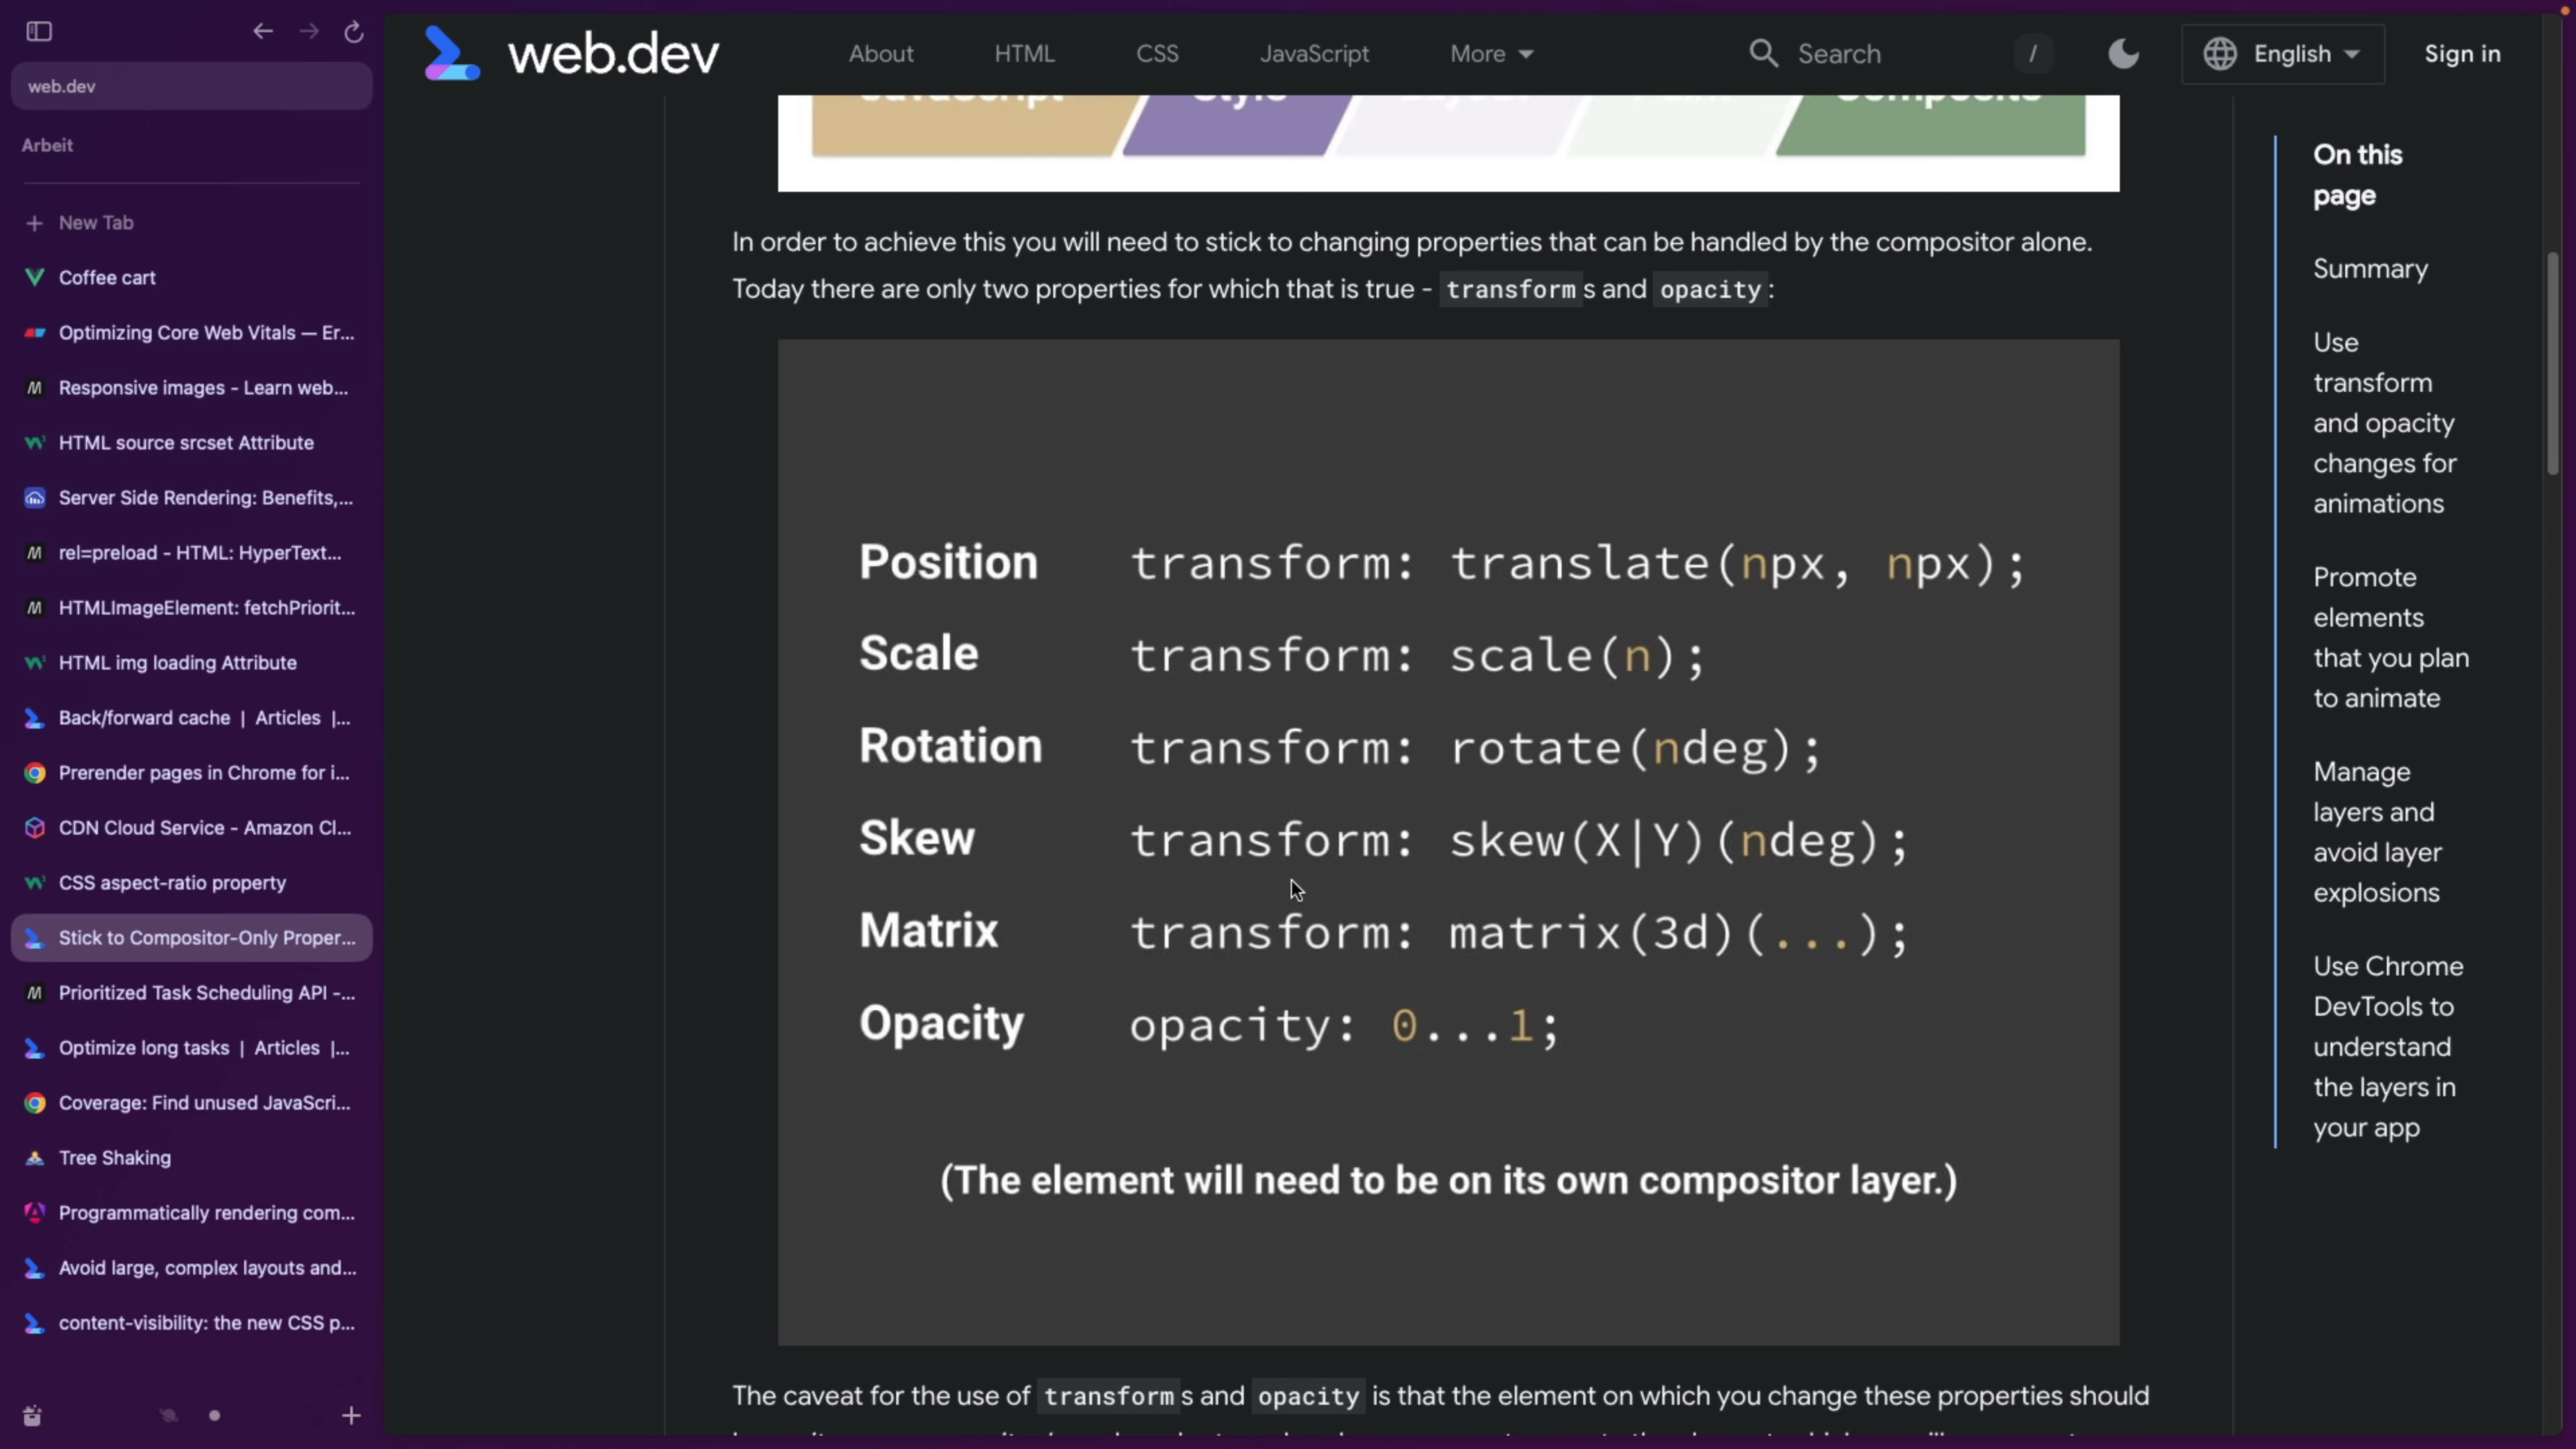 web.dev
Arbeit
New Tab
Coffee cart
Optimizing Core Web Vitals — Er...
Responsive images - Learn web...
HTML source srcset Attribute
Server Side Rendering: Benefits,...
rel=preload - HTML: HyperText...
HTMLImageElement: fetchPriorit...
HTML img loading Attribute
Back/forward cache | Articles |...
Prerender pages in Chrome for i...
CDN Cloud Service - Amazon Cl...
CSS aspect-ratio property
Stick to Compositor-Only Proper...
Prioritized Task Scheduling API -...
Optimize long tasks | Articles |...
Coverage: Find unused JavaScri...
Tree Shaking
Programmatically rendering com...
Avoid large, complex layouts and...
content-visibility: the new CSS p...
web.dev About HTML CSS JavaScript More Search / English Sign in
JavaScript Style Layout Paint Composite
In order to achieve this you will need to stick to changing properties that can be handled by the compositor alone.
Today there are only two properties for which that is true - transforms and opacity:
Position transform: translate(npx, npx);
Scale transform: scale(n);
Rotation transform: rotate(ndeg);
Skew transform: skew(X|Y)(ndeg);
Matrix transform: matrix(3d)(...);
Opacity opacity: 0...1;
(The element will need to be on its own compositor layer.)
The caveat for the use of transforms and opacity is that the element on which you change these properties should
On this
page
Summary
Use
transform
and opacity
changes for
animations
Promote
elements
that you plan
to animate
Manage
layers and
avoid layer
explosions
Use Chrome
DevTools to
understand
the layers in
your app